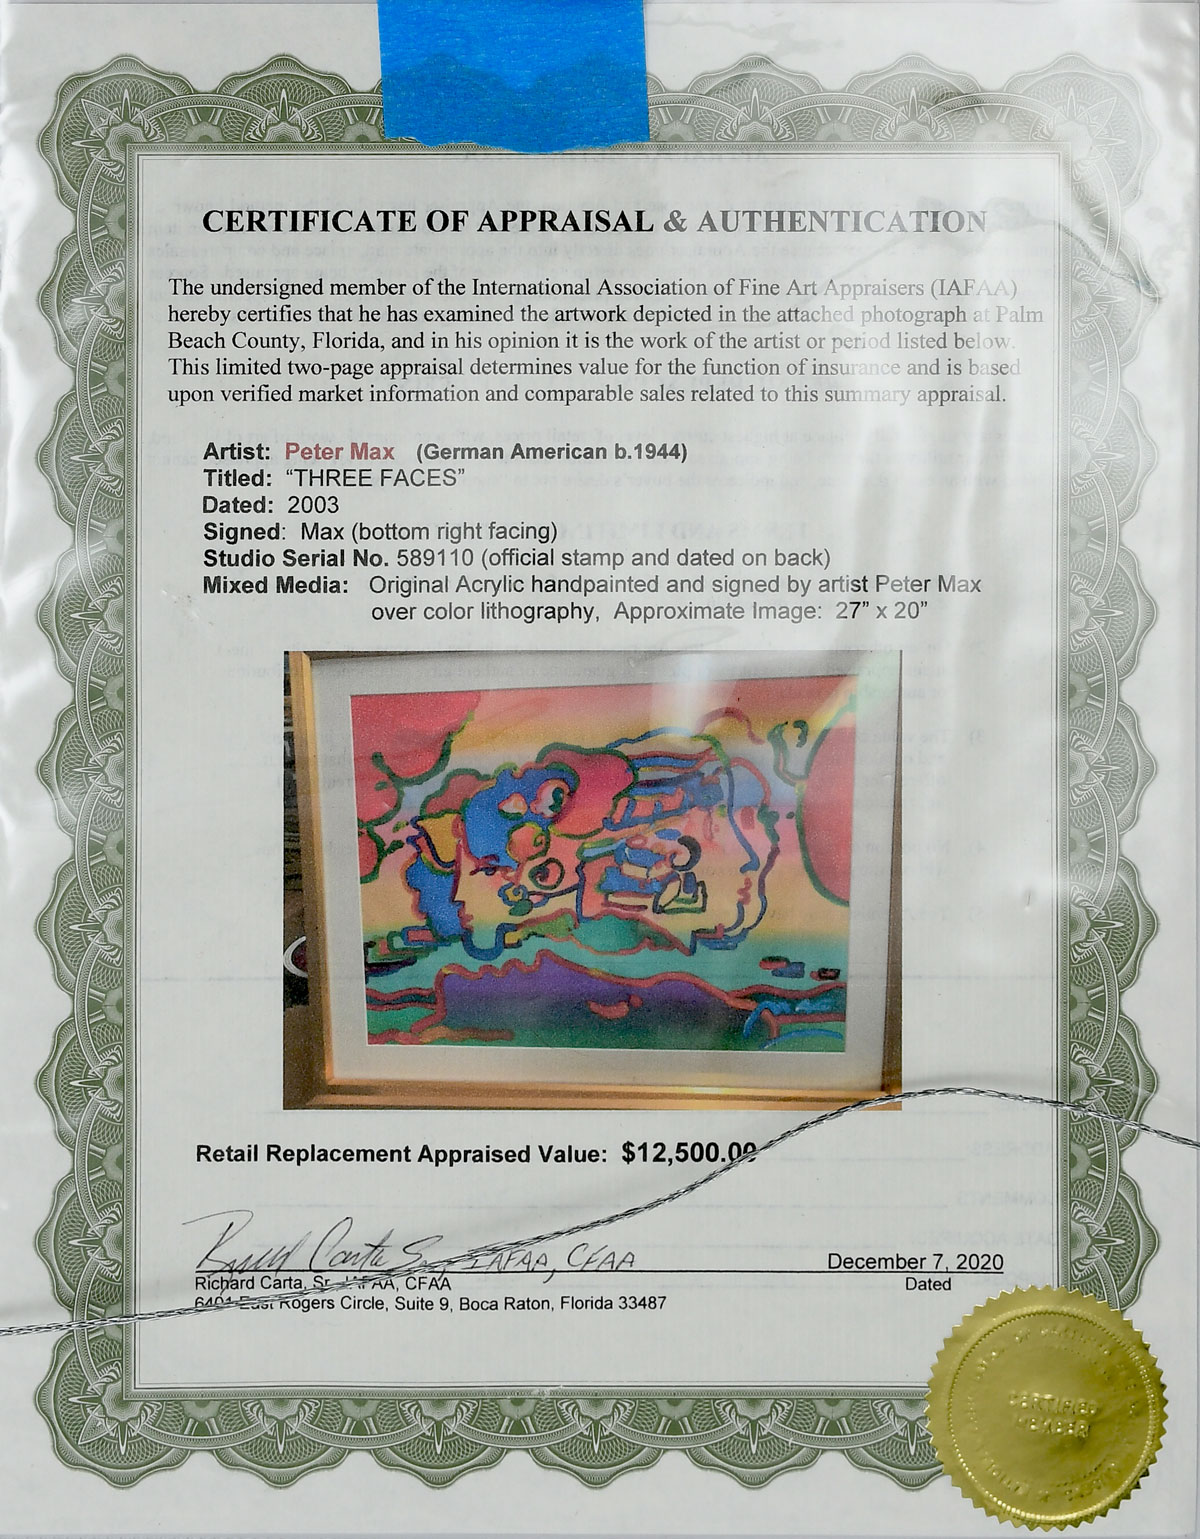 CERTIFICATE OF APPRAISAL & AUTHENTICATION
The undersigned member of the International Association of Fine Art Appraisers (IAFAA)
hereby certifies that he has examined the artwork depicted in the attached photograph at Palm
Beach County, Florida, and in his opinion it is the work of the artist or period listed below.
This limited two-page appraisal determines value for the function of insurance and is based
upon verified market information and comparable sales related to this summary appraisal.
Artist: Peter Max (German American b.1944)
Titled: “THREE FACES”
Dated: 2003
Signed: Max (bottom right facing)
Studio Serial No. 589110 (official stamp and dated on back)
Mixed Media: Original Acrylic handpainted and signed by artist Peter Max
over color lithography, Approximate Image: 27” x 20”
Retail Replacement Appraised Value: $12,500.00
Richard Carta Sr., IAFAA, CFAA
December 7, 2020
Richard Carta, Sr. IAFAA, CFAA
Dated
6401 East Rogers Circle, Suite 9, Boca Raton, Florida 33487
CERTIFIED
MEMBER